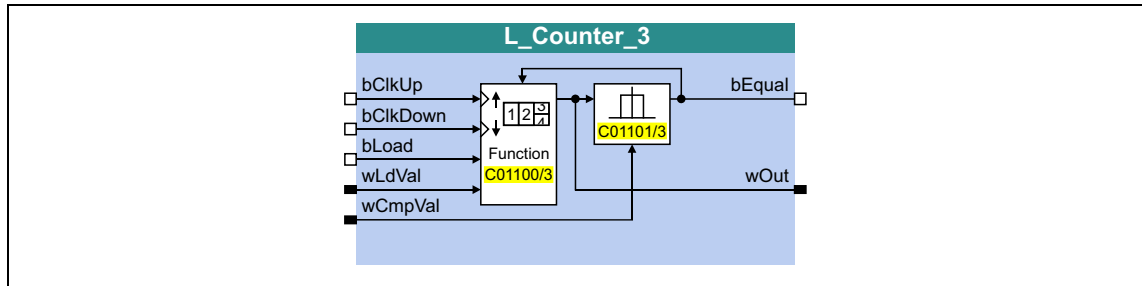 L_Counter_3
bClkUp
bClkDown
bLoad
wLdVal
wCmpVal
1 2 3 4
Function
C01100/3
C01101/3
bEqual
wOut